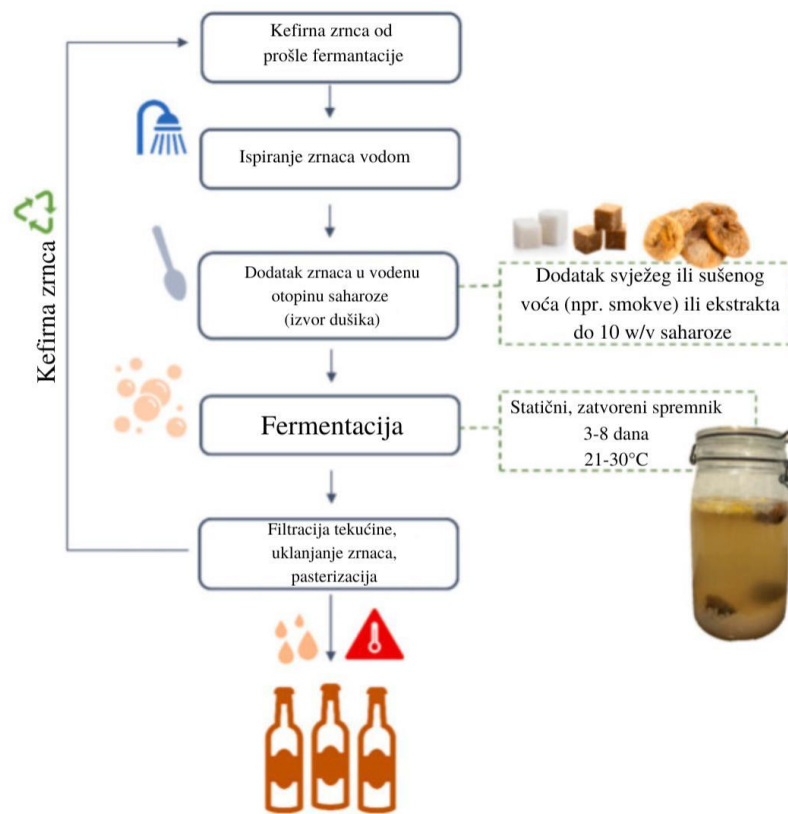 Kefirna zrnca od
prošle fermantacije
Ispiranje zrnaca vodom
Dodatak zrnaca u vodenu
otopinu saharoze
(izvor dušika)
Dodatak svježeg ili sušenog
voća (npr. smokve) ili ekstrakta
do 10 w/v saharoze
Fermentacija
Statični, zatvoreni spremnik
3-8 dana
21-30°C
Filtracija tekućine,
uklanjanje zrnaca,
pasterizacija
Kefirna zrnca